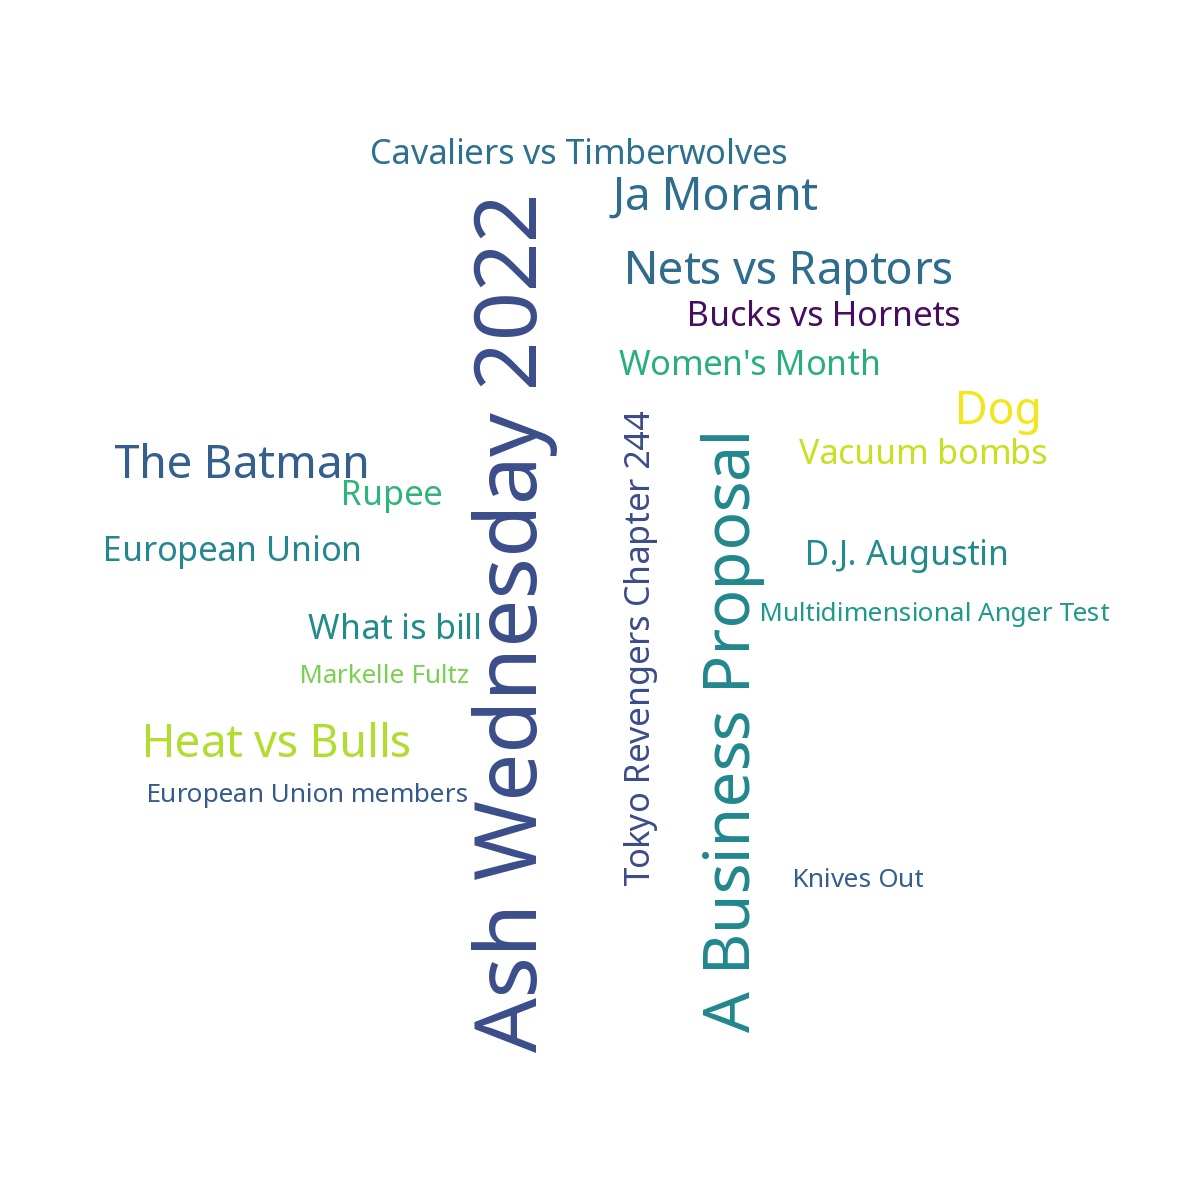 Cavaliers vs Timberwolves
Ja Morant
Ash Wednesday 2022
Nets vs Raptors
Bucks vs Hornets
Women's Month
Dog
Tokyo Revengers Chapter 244
A Business Proposal
Vacuum bombs
The Batman
Rupee
European Union
D.J. Augustin
Multidimensional Anger Test
What is bill
Markelle Fultz
Heat vs Bulls
European Union members
Knives Out